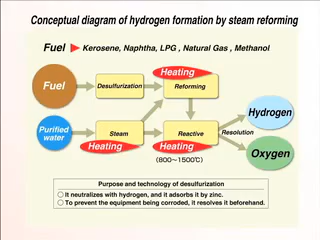 Conceptual diagram of hydrogen formation by steam reforming
Fuel Kerosene, Naphtha, LPG , Natural Gas , Methanol
Heating
Fuel
Desulfurization
Reforming
Hydrogen
Purified
water
Steam
Reactive
Resolution
Heating
Heating
(800～1500℃)
Oxygen
Purpose and technology of desulfurization
○ It neutralizes with hydrogen, and it adsorbs it by zinc.
○ To prevent the equipment being corroded, it resolves it beforehand.